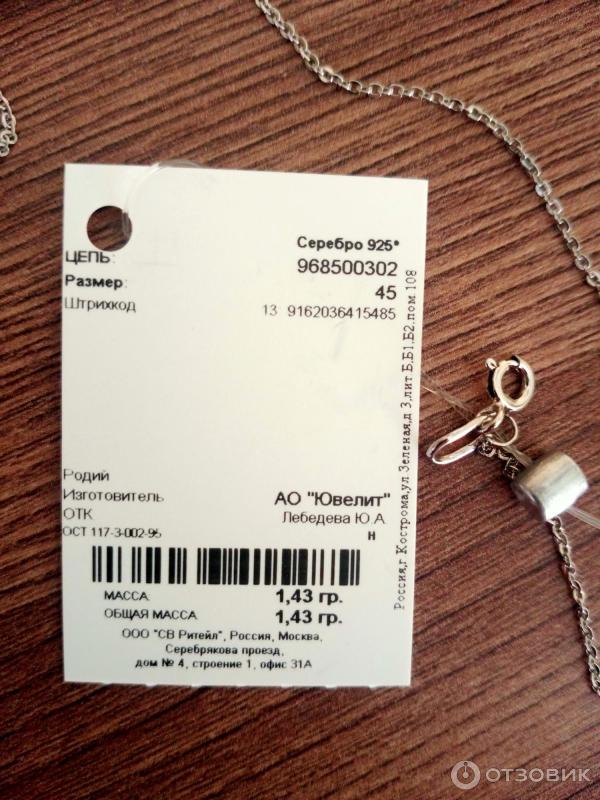 Серебро 925*
ЦЕПЬ: 968500302
Размер: 45
Штрихкод 13 9162036415485
Родий
Изготовитель АО "Ювелит"
ОТК Лебедева Ю.А.
ОСТ 117-3-002-95 Н
МАССА: 1,43 гр.
ОБЩАЯ МАССА 1,43 гр.
ООО "СВ Ритейл", Россия, Москва,
Серебрякова проезд,
дом № 4, строение 1, офис 31А
Россия,г Кострома,ул Зеленая,д 3,лит Б,Б1,Б2,пом 108
ОТЗОВИК